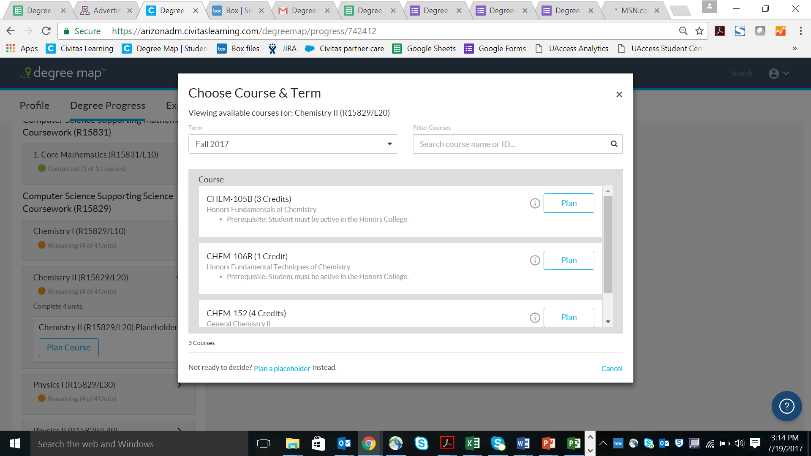 Degree
Advertis
Degree
Box | Si
Degree
Degree
Degree
Degree
Degree
MSN.co
Secure https://arizonadm.civitaslearning.com/degreemap/progress/742412
Apps Civitas Learning Degree Map | Studen Box files JIRA Civitas partner care Google Sheets Google Forms UAccess Analytics UAccess Student Cen »
degree map
Search
Profile Degree Progress Ex
Coursework (R15831)
1. Core Mathematics (R15831/L10)
Completed (1 of 1 Courses)
Computer Science Supporting Science
Coursework (R15829)
Chemistry I (R15829/L10)
Remaining (4 of 4 Units)
Chemistry II (R15829/L20)
Remaining (4 of 4 Units)
Complete 4 units.
Chemistry II (R15829/L20) Placeholder
Plan Course
Physics I (R15829/L30)
Remaining (4 of 4 Units)
Physics II (R15829/L40)
Choose Course & Term ×
Viewing available courses for: Chemistry II (R15829/L20)
Term
Fall 2017
Filter Courses
Search course name or ID...
Course
CHEM-105B (3 Credits)
Honors Fundamentals of Chemistry
• Prerequisite: Student must be active in the Honors College.
Plan
CHEM-106B (1 Credit)
Honors Fundamental Techniques of Chemistry
• Prerequisite: Student must be active in the Honors College.
Plan
CHEM-152 (4 Credits)
General Chemistry II
Plan
3 Courses
Not ready to decide? Plan a placeholder instead.
Cancel
?
Search the web and Windows
3:14 PM
7/19/2017